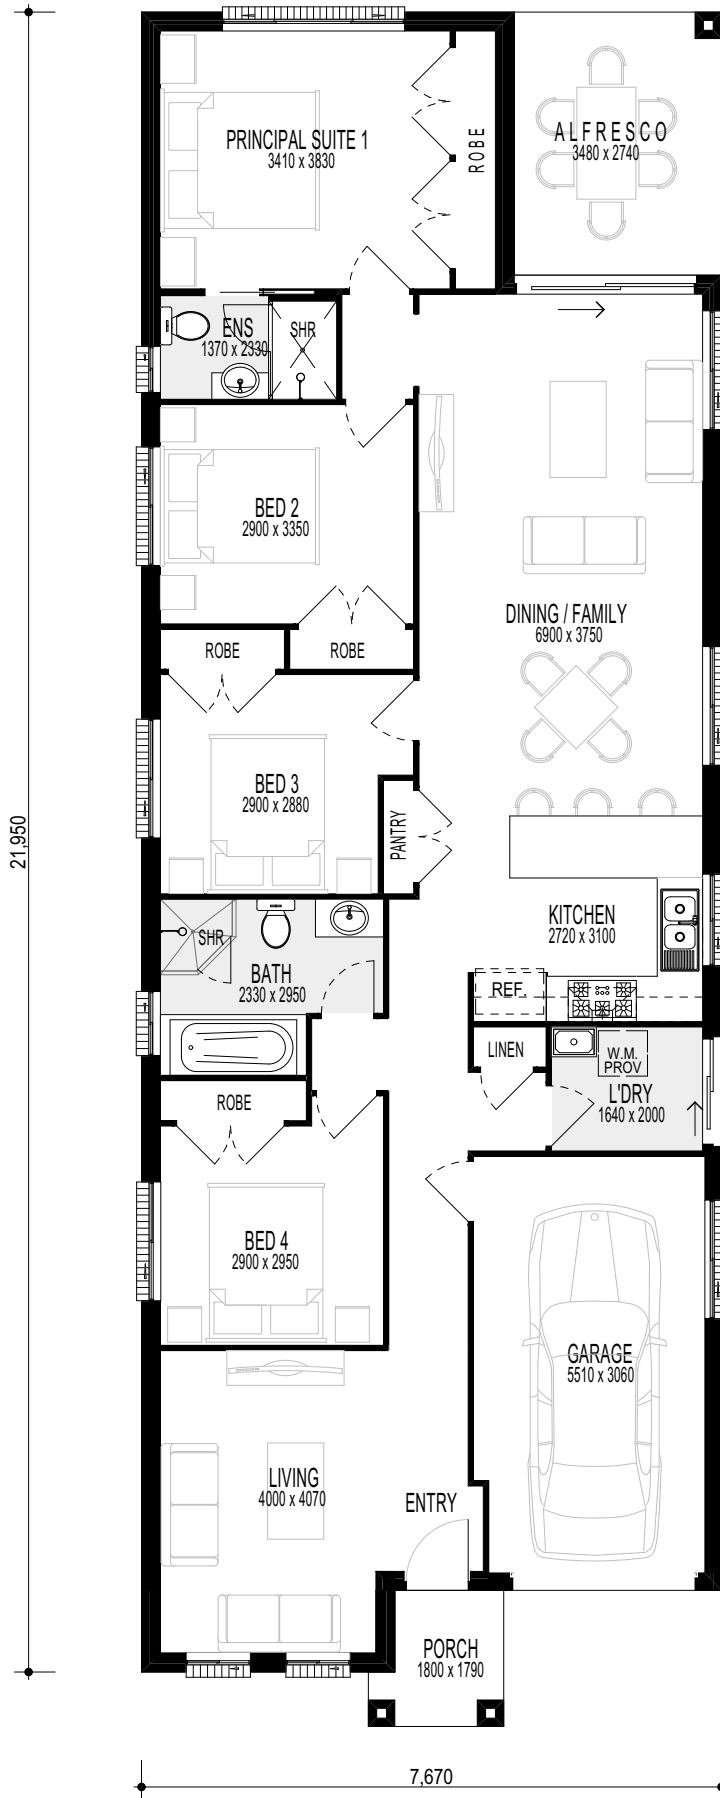 PRINCIPAL SUITE 1
3410 x 3830
ROBE
ALFRESCO
3480 x 2740
ENS
1370 x 2330
SHR
BED 2
2900 x 3350
DINING / FAMILY
6900 x 3750
ROBE
ROBE
BED 3
2900 x 2880
PANTRY
21,950
KITCHEN
2720 x 3100
SHR
BATH
2330 x 2950
REF.
LINEN
W.M.
PROV
L'DRY
1640 x 2000
ROBE
BED 4
2900 x 2950
GARAGE
5510 x 3060
LIVING
4000 x 4070
ENTRY
PORCH
1800 x 1790
7,670